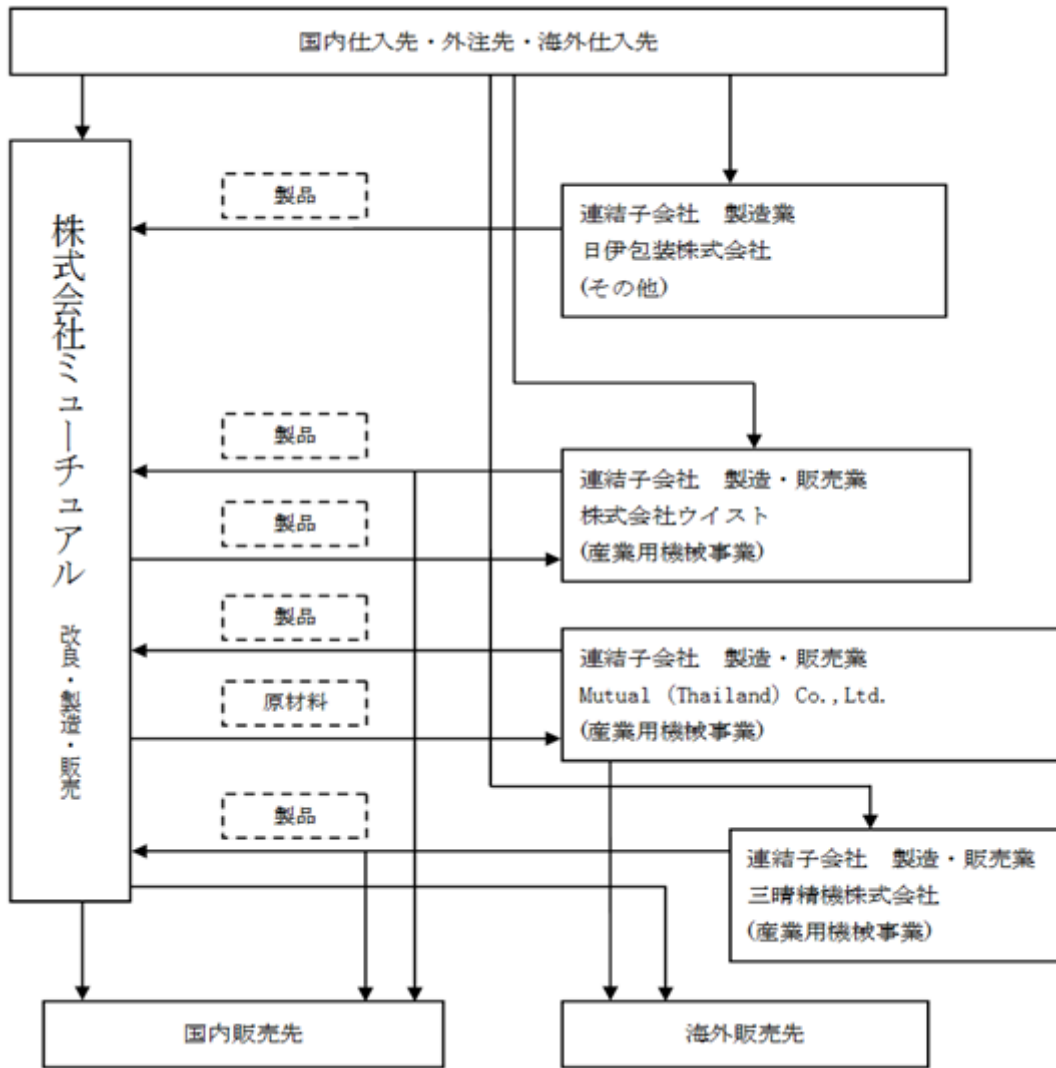 国内仕入先・外注先・海外仕入先
株式会社ミューチュアル 改良・製造・販売
製品
連結子会社 製造業
日伊包装株式会社
(その他)
製品
製品
連結子会社 製造・販売業
株式会社ウイスト
(産業用機械事業)
製品
原材料
連結子会社 製造・販売業
Mutual (Thailand) Co.,Ltd.
(産業用機械事業)
製品
連結子会社 製造・販売業
三晴精機株式会社
(産業用機械事業)
国内販売先
海外販売先